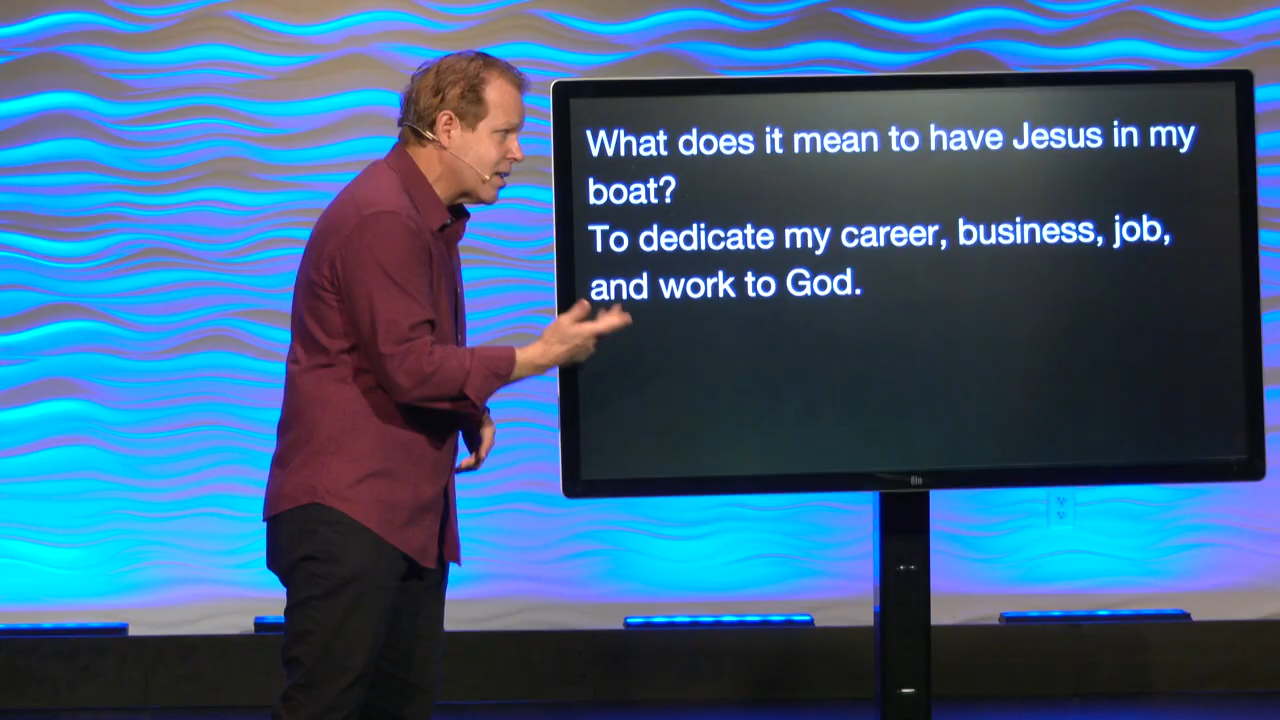 What does it mean to have Jesus in my
boat?
To dedicate my career, business, job,
and work to God.
elo